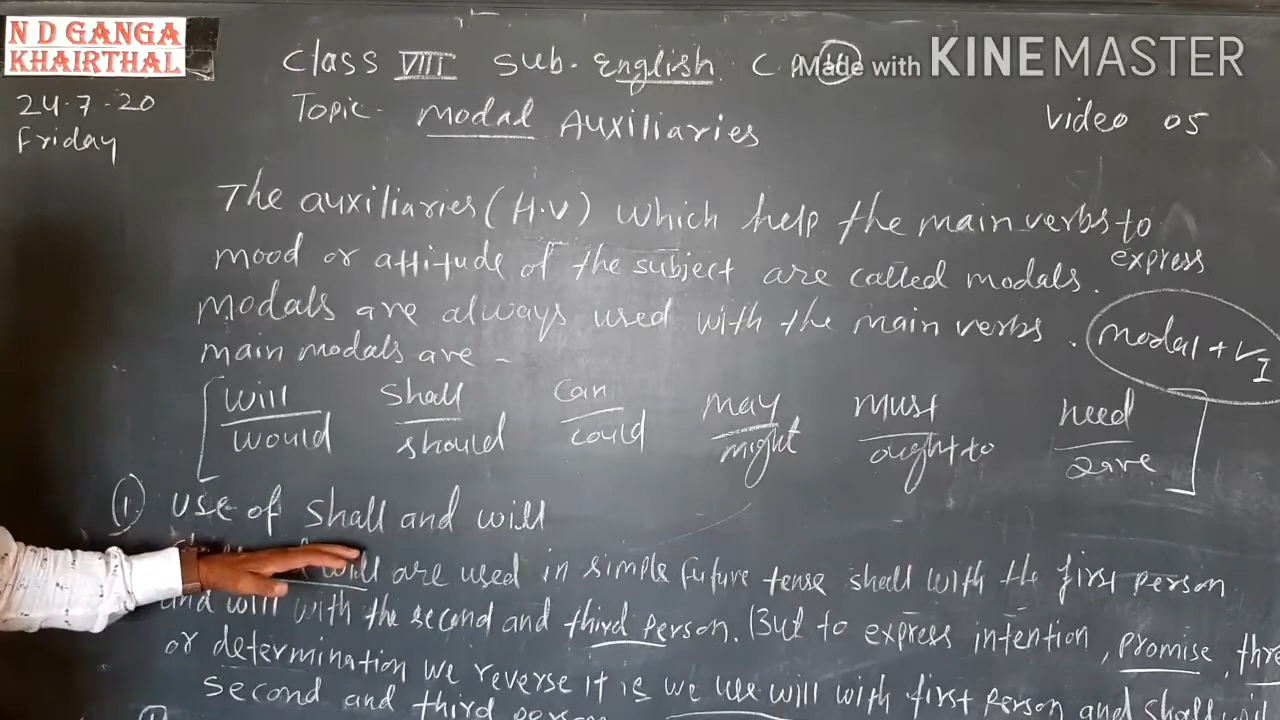 N D GANGA
KHAIRTHAL
Made with KINEMASTER
24.7.20
Friday
Class VIII Sub. English C
Topic - Modal Auxiliaries
Video 05
The auxiliaries (H.V) which help the main verbs to express
mood or attitude of the subject are called modals.
Modals are always used with the main verbs.
modal + V I
main modals are -
will shall can may must need
would should could might ought to dare
1. Use of Shall and will
will are used in simple future tense shall with the first person
and will with the second and third person. But to express intention, promise,
or determination we reverse it is we use will with first person and shall
second and third person